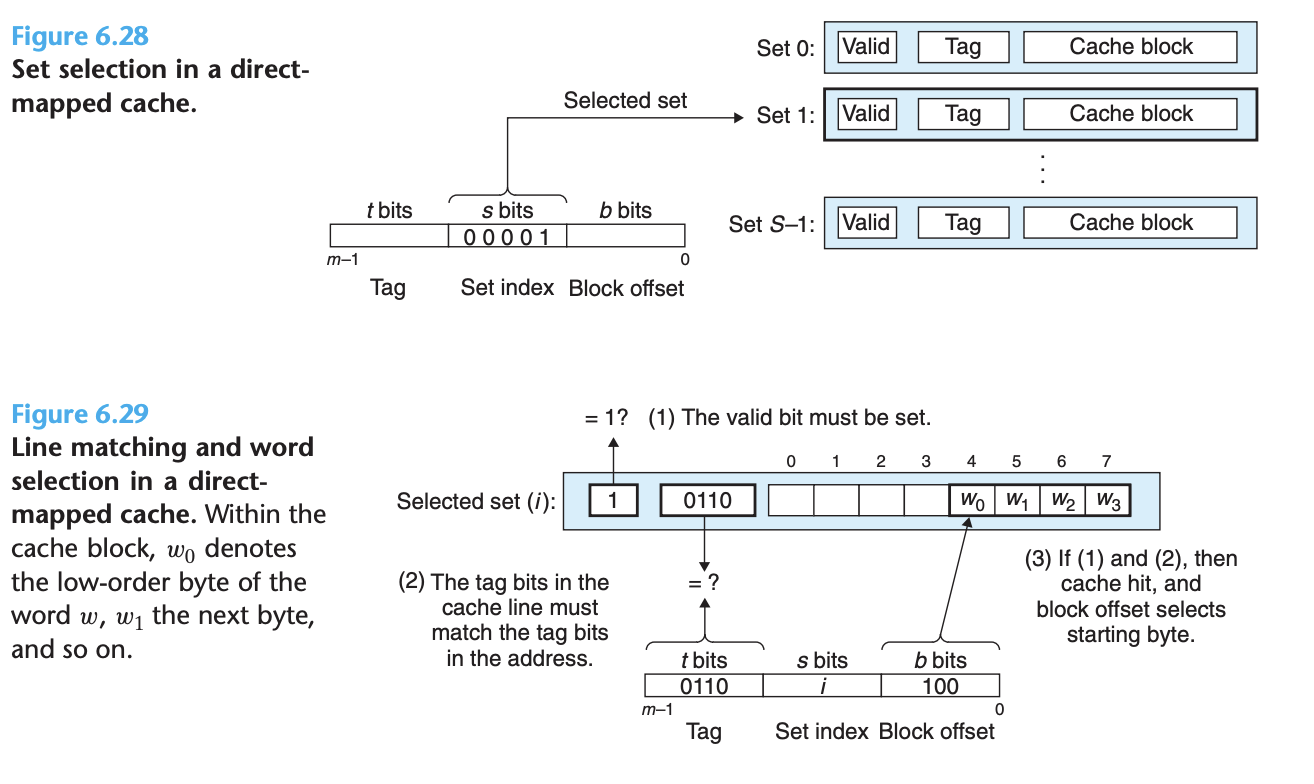 Figure 6.28
Set selection in a direct-
mapped cache.
Set 0: Valid Tag Cache block
Selected set
Set 1: Valid Tag Cache block
t bits s bits b bits
Set S–1: Valid Tag Cache block
0 0 0 0 1
m–1 0
Tag Set index Block offset
Figure 6.29
Line matching and word
selection in a direct-
mapped cache. Within the
cache block, w0 denotes
the low-order byte of the
word w, w1 the next byte,
and so on.
= 1? (1) The valid bit must be set.
0 1 2 3 4 5 6 7
Selected set (i): 1 0110 w0 w1 w2 w3
(2) The tag bits in the
cache line must
match the tag bits
in the address.
= ?
(3) If (1) and (2), then
cache hit, and
block offset selects
starting byte.
t bits s bits b bits
0110 i 100
m–1 0
Tag Set index Block offset